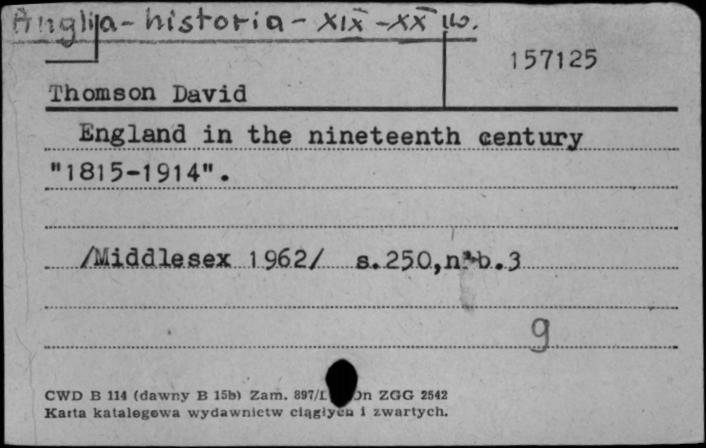 Anglia - historia - XIX - XX w.
157125
Thomson David
England in the nineteenth century
"1815-1914".
/Middlesex 1962/ s.250, b.3
9
CWD B 114 (dawny B 15b) Zam. 897/ ZGG 2542
Karta katalogowa wydawnictw ciągłych i zwartych.